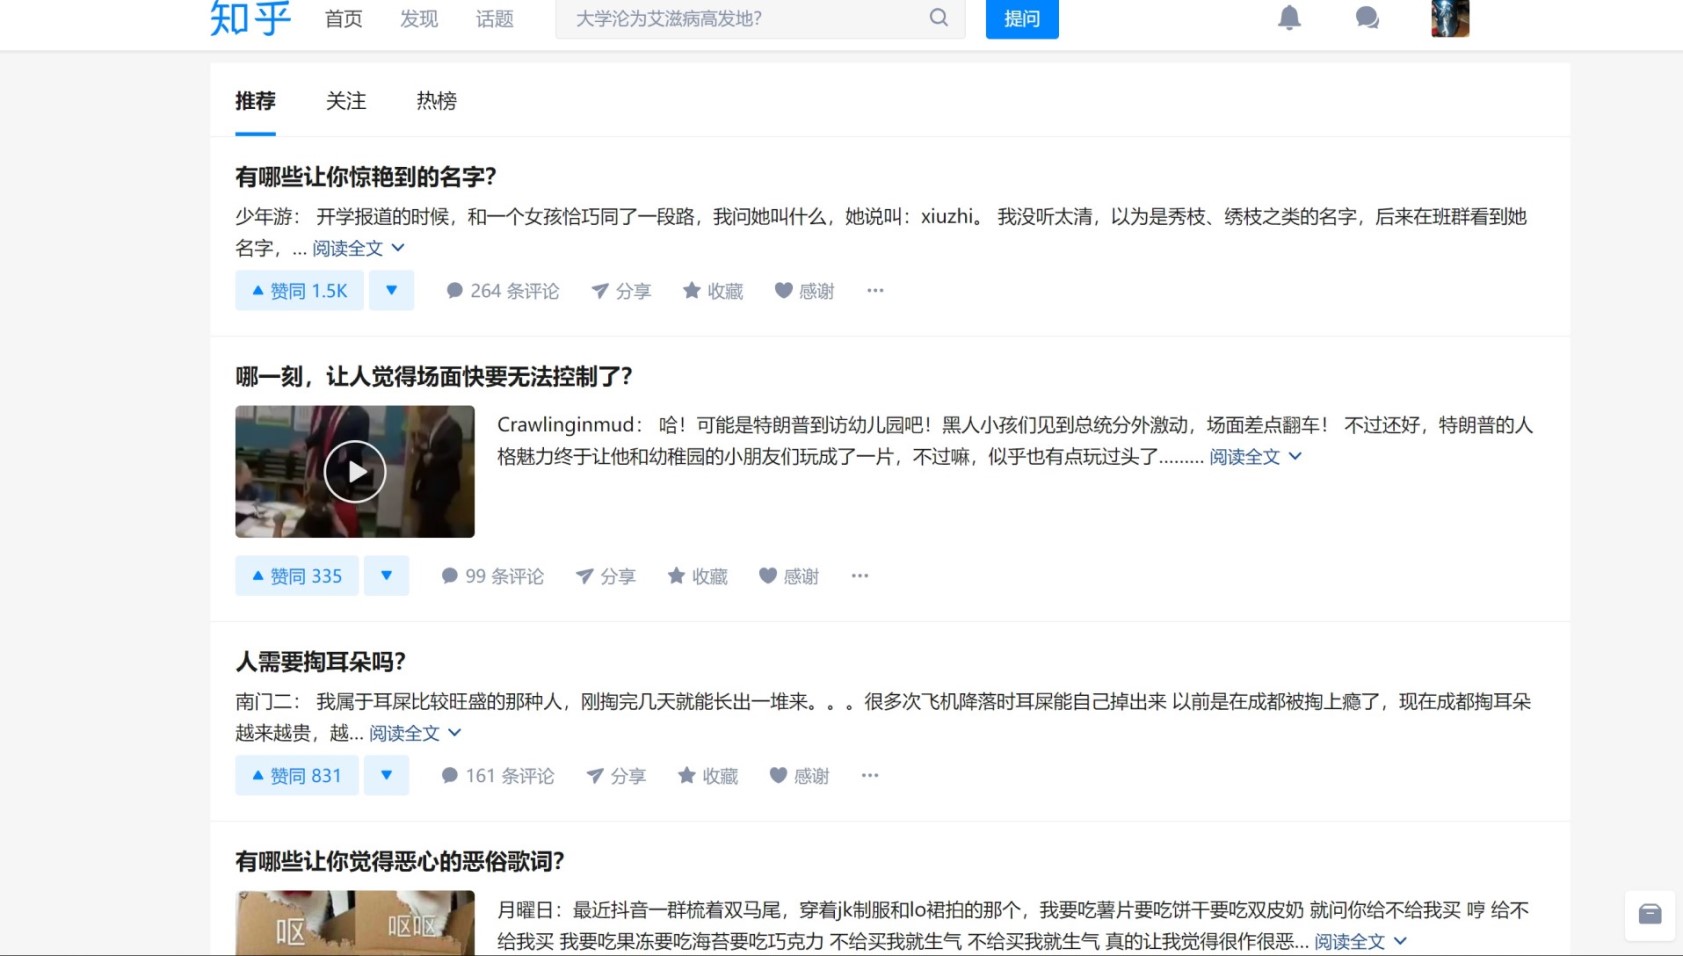 知乎 首页 发现 话题 大学沦为艾滋病高发地? 提问
推荐 关注 热榜
有哪些让你惊艳到的名字？
少年游： 开学报道的时候，和一个女孩恰巧同了一段路，我问她叫什么，她说叫：xiuzhi。 我没听太清，以为是秀枝、绣枝之类的名字，后来在班群看到她
名字，... 阅读全文
赞同 1.5K 264 条评论 分享 收藏 感谢
哪一刻，让人觉得场面快要无法控制了？
Crawlinginmud： 哈！可能是特朗普到访幼儿园吧！黑人小孩们见到总统分外激动，场面差点翻车！ 不过还好，特朗普的人
格魅力终于让他和幼稚园的小朋友们玩成了一片，不过嘛，似乎也有点玩过头了......... 阅读全文
赞同 335 99 条评论 分享 收藏 感谢
人需要掏耳朵吗？
南门二： 我属于耳屎比较旺盛的那种人，刚掏完几天就能长出一堆来。。。很多次飞机降落时耳屎能自己掉出来 以前是在成都被掏上瘾了，现在成都掏耳朵
越来越贵，越... 阅读全文
赞同 831 161 条评论 分享 收藏 感谢
有哪些让你觉得恶心的恶俗歌词？
呕 呕呕
月曜日：最近抖音一群梳着双马尾，穿着jk制服和lo裙拍的那个，我要吃薯片要吃饼干要吃双皮奶 就问你给不给我买 哼 给不
给我买 我要吃果冻要吃海苔要吃巧克力 不给买我就生气 不给买我就生气 真的让我觉得很作很恶... 阅读全文